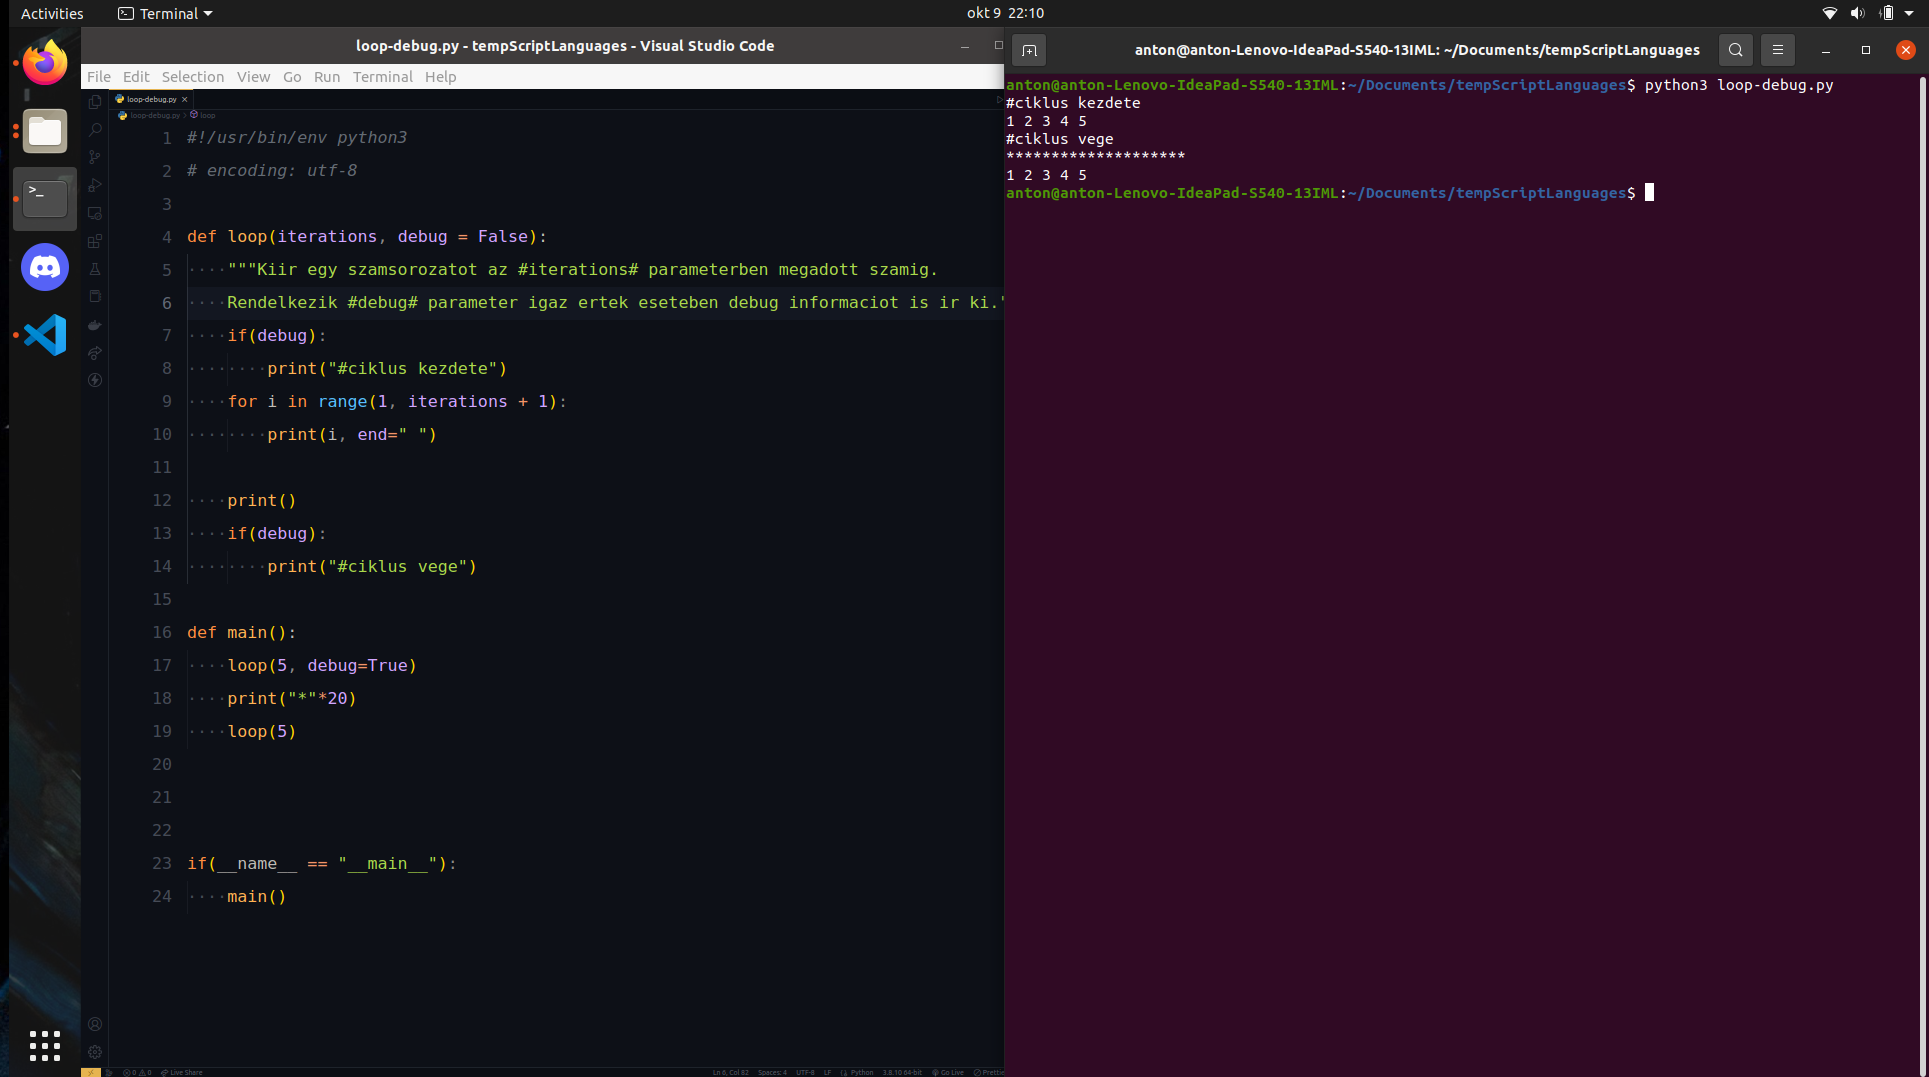 Activities
Terminal
okt 9 22:10
loop-debug.py - tempScriptLanguages - Visual Studio Code
File Edit Selection View Go Run Terminal Help
loop-debug.py
loop-debug.py > loop
1 #!/usr/bin/env python3
2 # encoding: utf-8
3
4 def loop(iterations, debug = False):
5 ····"""Kiir egy szamsorozatot az #iterations# parameterben megadott szamig.
6 ····Rendelkezik #debug# parameter igaz ertek eseteben debug informaciot is ir ki."
7 ····if(debug):
8 ········print("#ciklus kezdete")
9 ····for i in range(1, iterations + 1):
10 ········print(i, end=" ")
11
12 ····print()
13 ····if(debug):
14 ········print("#ciklus vege")
15
16 def main():
17 ····loop(5, debug=True)
18 ····print("*"*20)
19 ····loop(5)
20
21
22
23 if(__name__ == "__main__"):
24 ····main()
0 0 Live Share
Ln 6, Col 82 Spaces: 4 UTF-8 LF Python 3.8.10 64-bit Go Live Prettie
anton@anton-Lenovo-IdeaPad-S540-13IML: ~/Documents/tempScriptLanguages
anton@anton-Lenovo-IdeaPad-S540-13IML:~/Documents/tempScriptLanguages$ python3 loop-debug.py
#ciklus kezdete
1 2 3 4 5
#ciklus vege
********************
1 2 3 4 5
anton@anton-Lenovo-IdeaPad-S540-13IML:~/Documents/tempScriptLanguages$